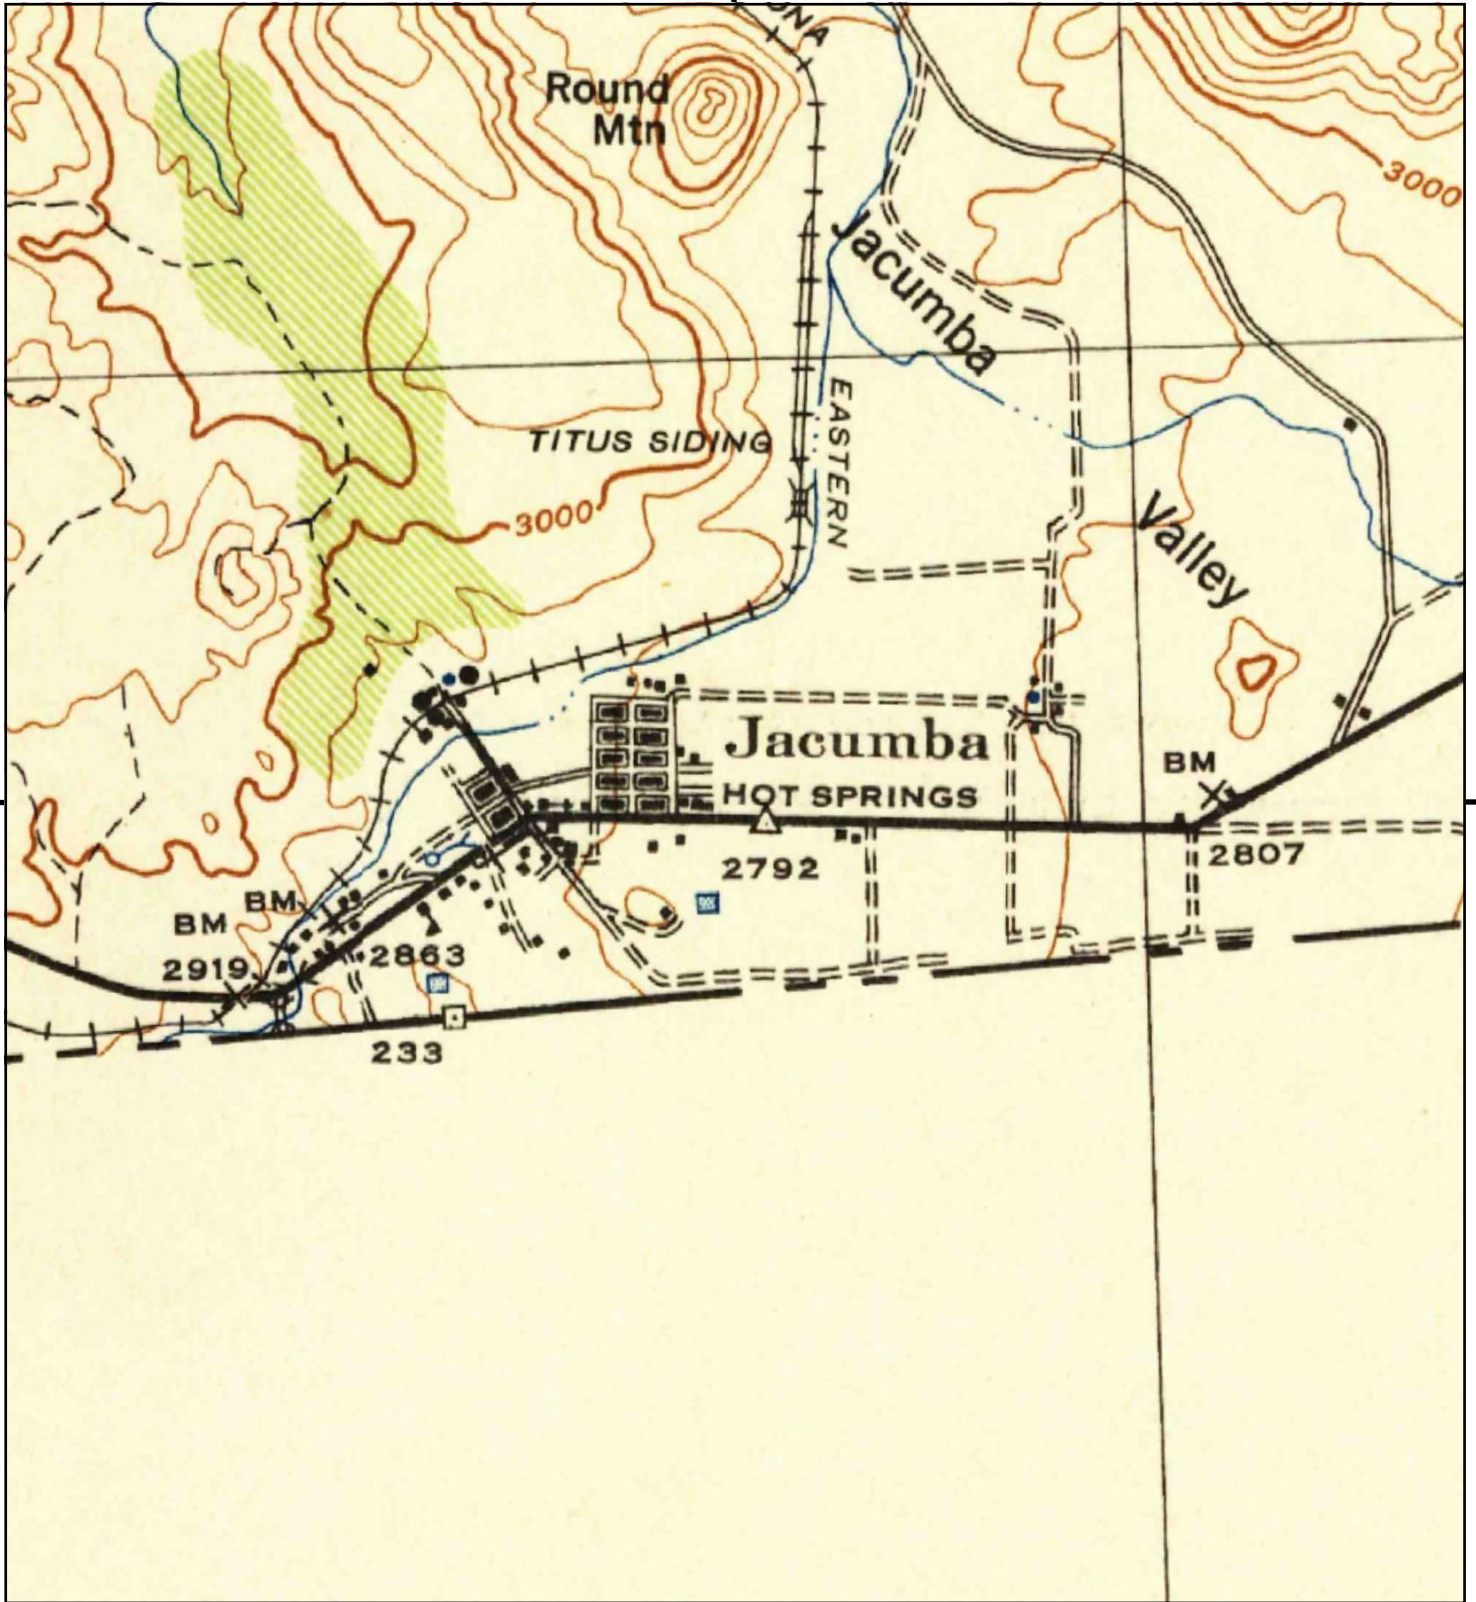 Round
Mtn
3000
Jacumba
TITUS SIDING
EASTERN
3000
Valley
Jacumba
HOT SPRINGS
BM
2792
2807
BM
BM
2863
2919
233